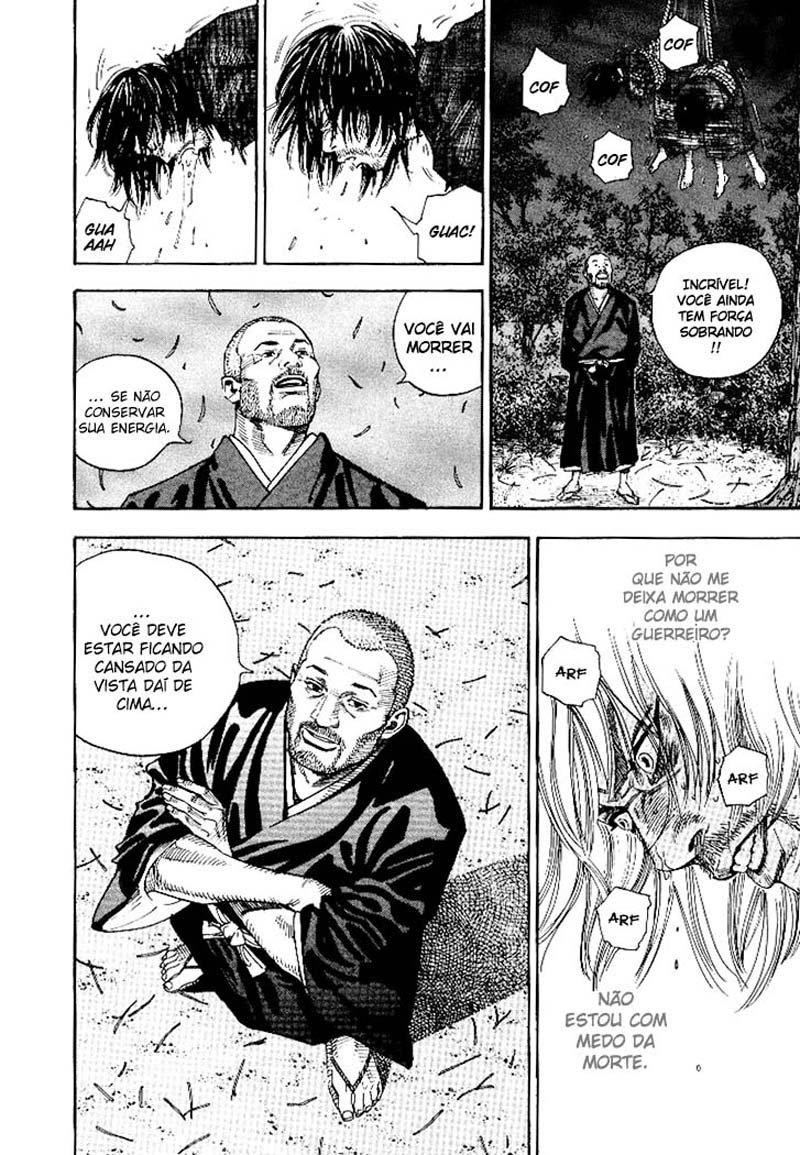 COF
COF
COF
INCRÍVEL!
VOCÊ AINDA
TEM FORÇA
SOBRANDO
!!
GUAC!
GUA
AAH
VOCÊ VAI
MORRER
...
... SE NÃO
CONSERVAR
SUA ENERGIA.
POR
QUE NÃO ME
DEIXA MORRER
COMO UM
GUERREIRO?
ARF
ARF
ARF
NÃO
ESTOU COM
MEDO DA
MORTE.
...
VOCÊ DEVE
ESTAR FICANDO
CANSADO DA
VISTA DAÍ DE
CIMA...